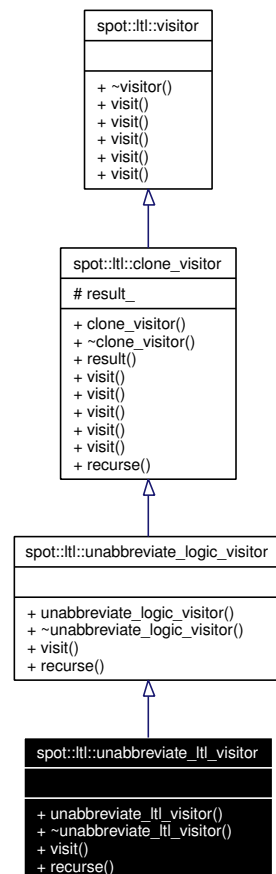 spot::ltl::visitor
+ ~visitor()
+ visit()
+ visit()
+ visit()
+ visit()
+ visit()
spot::ltl::clone_visitor
# result_
+ clone_visitor()
+ ~clone_visitor()
+ result()
+ visit()
+ visit()
+ visit()
+ visit()
+ visit()
+ recurse()
spot::ltl::unabbreviate_logic_visitor
+ unabbreviate_logic_visitor()
+ ~unabbreviate_logic_visitor()
+ visit()
+ recurse()
spot::ltl::unabbreviate_ltl_visitor
+ unabbreviate_ltl_visitor()
+ ~unabbreviate_ltl_visitor()
+ visit()
+ recurse()